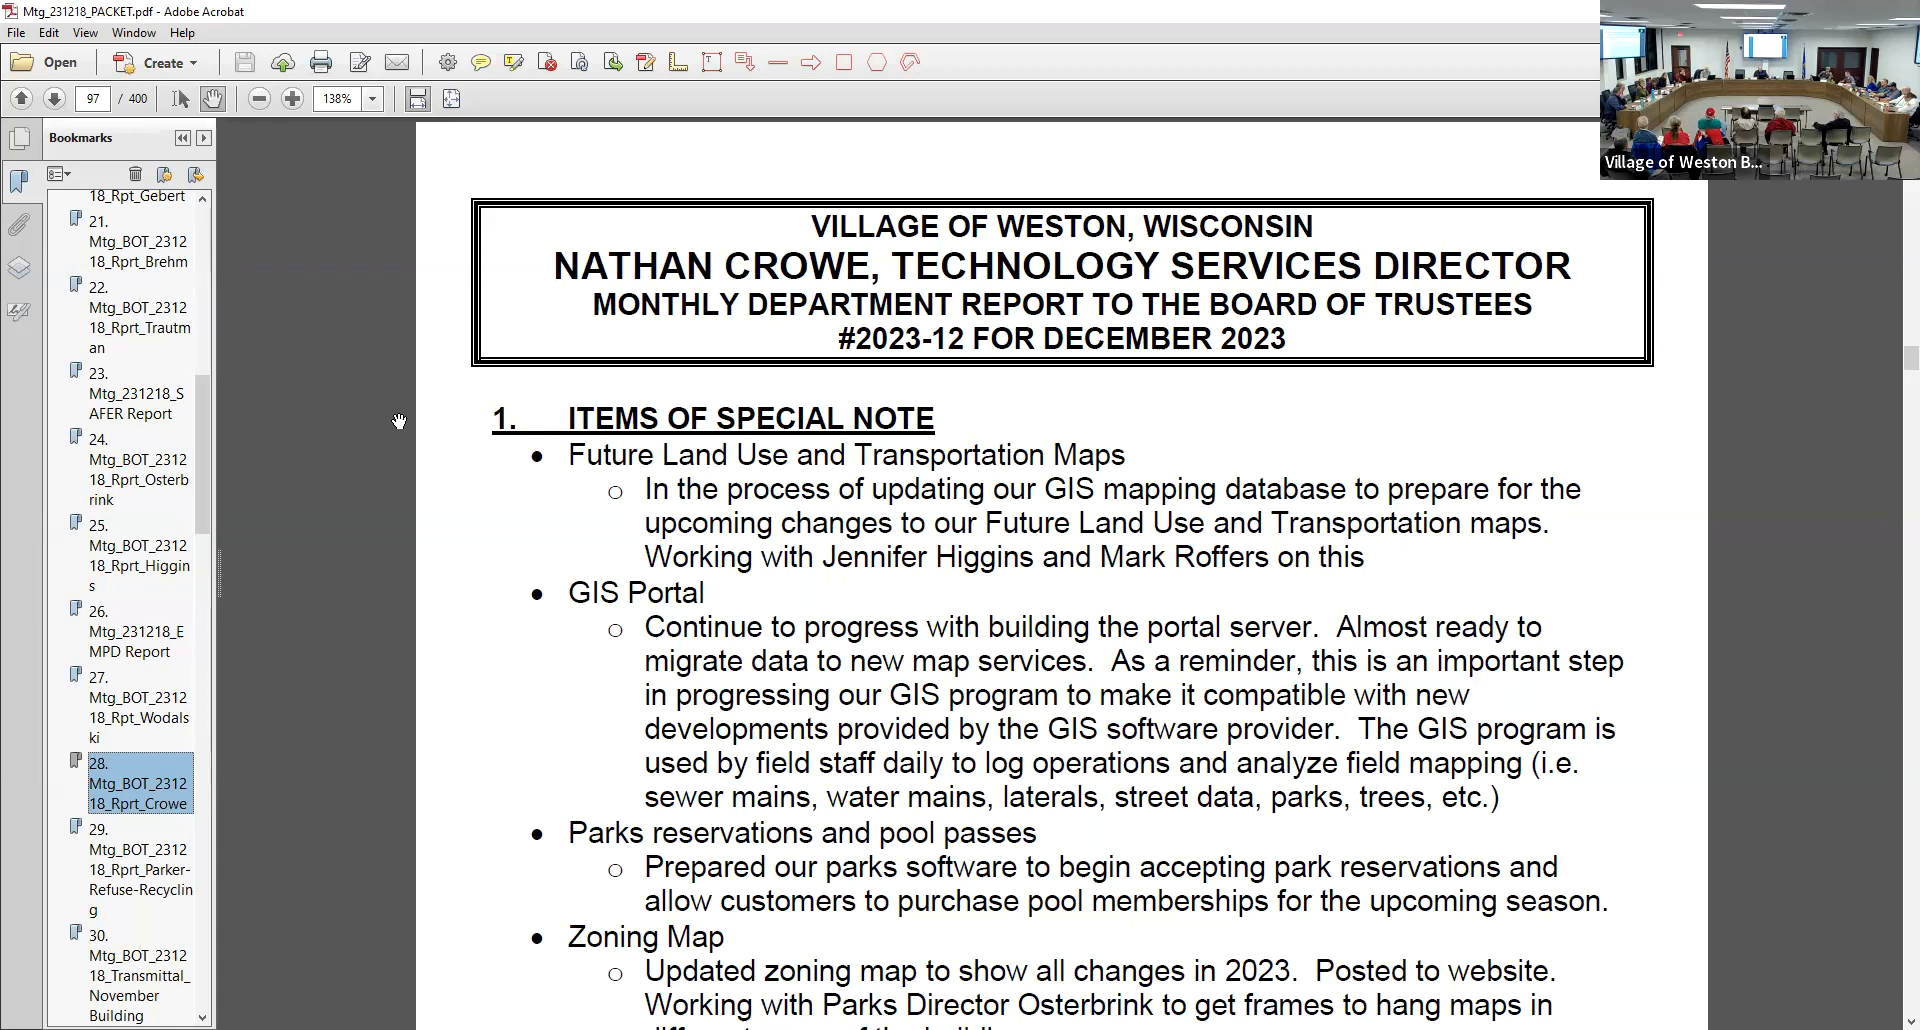 Mtg_231218_PACKET.pdf - Adobe Acrobat
File Edit View Window Help
Open Create
97 / 400 138%
Bookmarks
18_Rpt_Gebert
21.
Mtg_BOT_2312
18_Rprt_Brehm
22.
Mtg_BOT_2312
18_Rprt_Trautm
an
23.
Mtg_231218_S
AFER Report
24.
Mtg_BOT_2312
18_Rprt_Osterb
rink
25.
Mtg_BOT_2312
18_Rprt_Higgin
s
26.
Mtg_231218_E
MPD Report
27.
Mtg_BOT_2312
18_Rpt_Wodals
ki
28.
Mtg_BOT_2312
18_Rprt_Crowe
29.
Mtg_BOT_2312
18_Rprt_Parker-
Refuse-Recyclin
g
30.
Mtg_BOT_2312
18_Transmittal_
November
Building
Village of Weston B...
VILLAGE OF WESTON, WISCONSIN
NATHAN CROWE, TECHNOLOGY SERVICES DIRECTOR
MONTHLY DEPARTMENT REPORT TO THE BOARD OF TRUSTEES
#2023-12 FOR DECEMBER 2023
1. ITEMS OF SPECIAL NOTE
• Future Land Use and Transportation Maps
o In the process of updating our GIS mapping database to prepare for the
upcoming changes to our Future Land Use and Transportation maps.
Working with Jennifer Higgins and Mark Roffers on this
• GIS Portal
o Continue to progress with building the portal server. Almost ready to
migrate data to new map services. As a reminder, this is an important step
in progressing our GIS program to make it compatible with new
developments provided by the GIS software provider. The GIS program is
used by field staff daily to log operations and analyze field mapping (i.e.
sewer mains, water mains, laterals, street data, parks, trees, etc.)
• Parks reservations and pool passes
o Prepared our parks software to begin accepting park reservations and
allow customers to purchase pool memberships for the upcoming season.
• Zoning Map
o Updated zoning map to show all changes in 2023. Posted to website.
Working with Parks Director Osterbrink to get frames to hang maps in